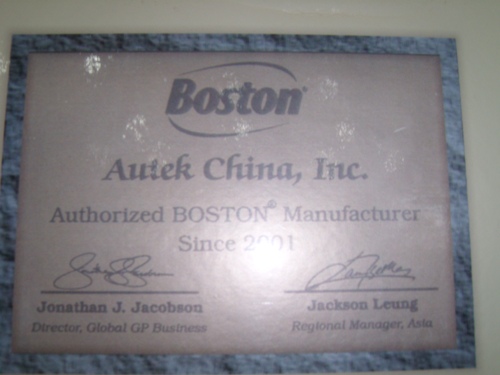 Boston®
Autek China, Inc.
Authorized BOSTON® Manufacturer
Since 2001
Jonathan J. Jacobson
Jackson Leung
Director, Global GP Business
Regional Manager, Asia